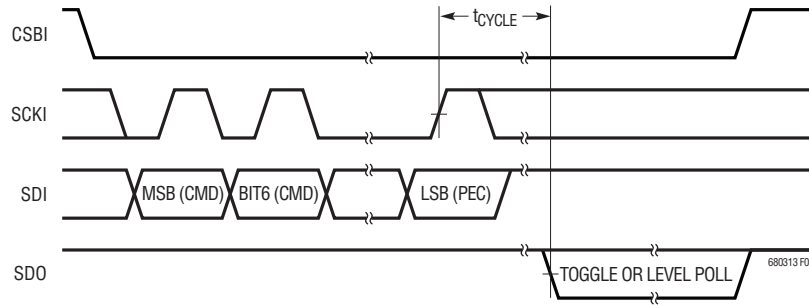 tCYCLE
CSBI
SCKI
SDI
MSB (CMD)
BIT6 (CMD)
LSB (PEC)
SDO
TOGGLE OR LEVEL POLL
680313 F0